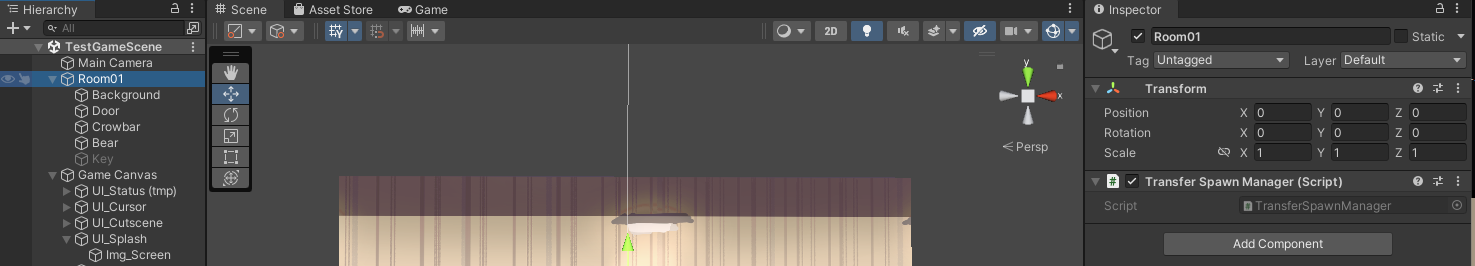 Hierarchy
All
TestGameScene
Main Camera
Room01
Background
Door
Crowbar
Bear
Key
Game Canvas
UI_Status (tmp)
UI_Cursor
UI_Cutscene
UI_Splash
Img_Screen
Scene Asset Store Game
2D
y
x
Persp
Inspector
Room01 Static
Tag Untagged Layer Default
Transform
Position X 0 Y 0 Z 0
Rotation X 0 Y 0 Z 0
Scale X 1 Y 1 Z 1
# Transfer Spawn Manager (Script)
Script TransferSpawnManager
Add Component